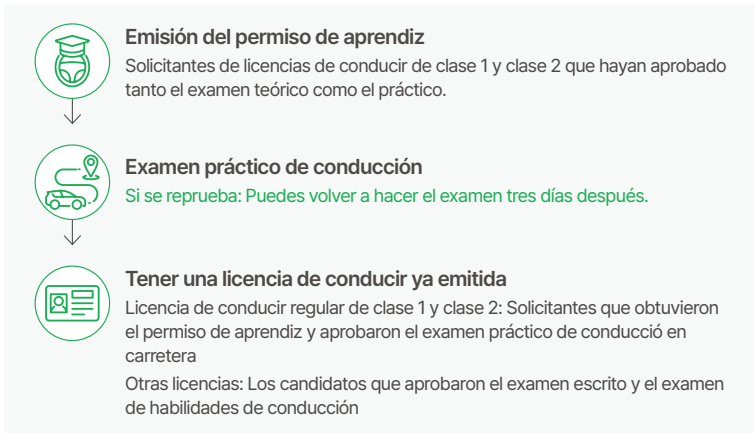 Emisión del permiso de aprendiz
Solicitantes de licencias de conducir de clase 1 y clase 2 que hayan aprobado
tanto el examen teórico como el práctico.
Examen práctico de conducción
Si se reprueba: Puedes volver a hacer el examen tres días después.
Tener una licencia de conducir ya emitida
Licencia de conducir regular de clase 1 y clase 2: Solicitantes que obtuvieron
el permiso de aprendiz y aprobaron el examen práctico de conducció en
carretera
Otras licencias: Los candidatos que aprobaron el examen escrito y el examen
de habilidades de conducción